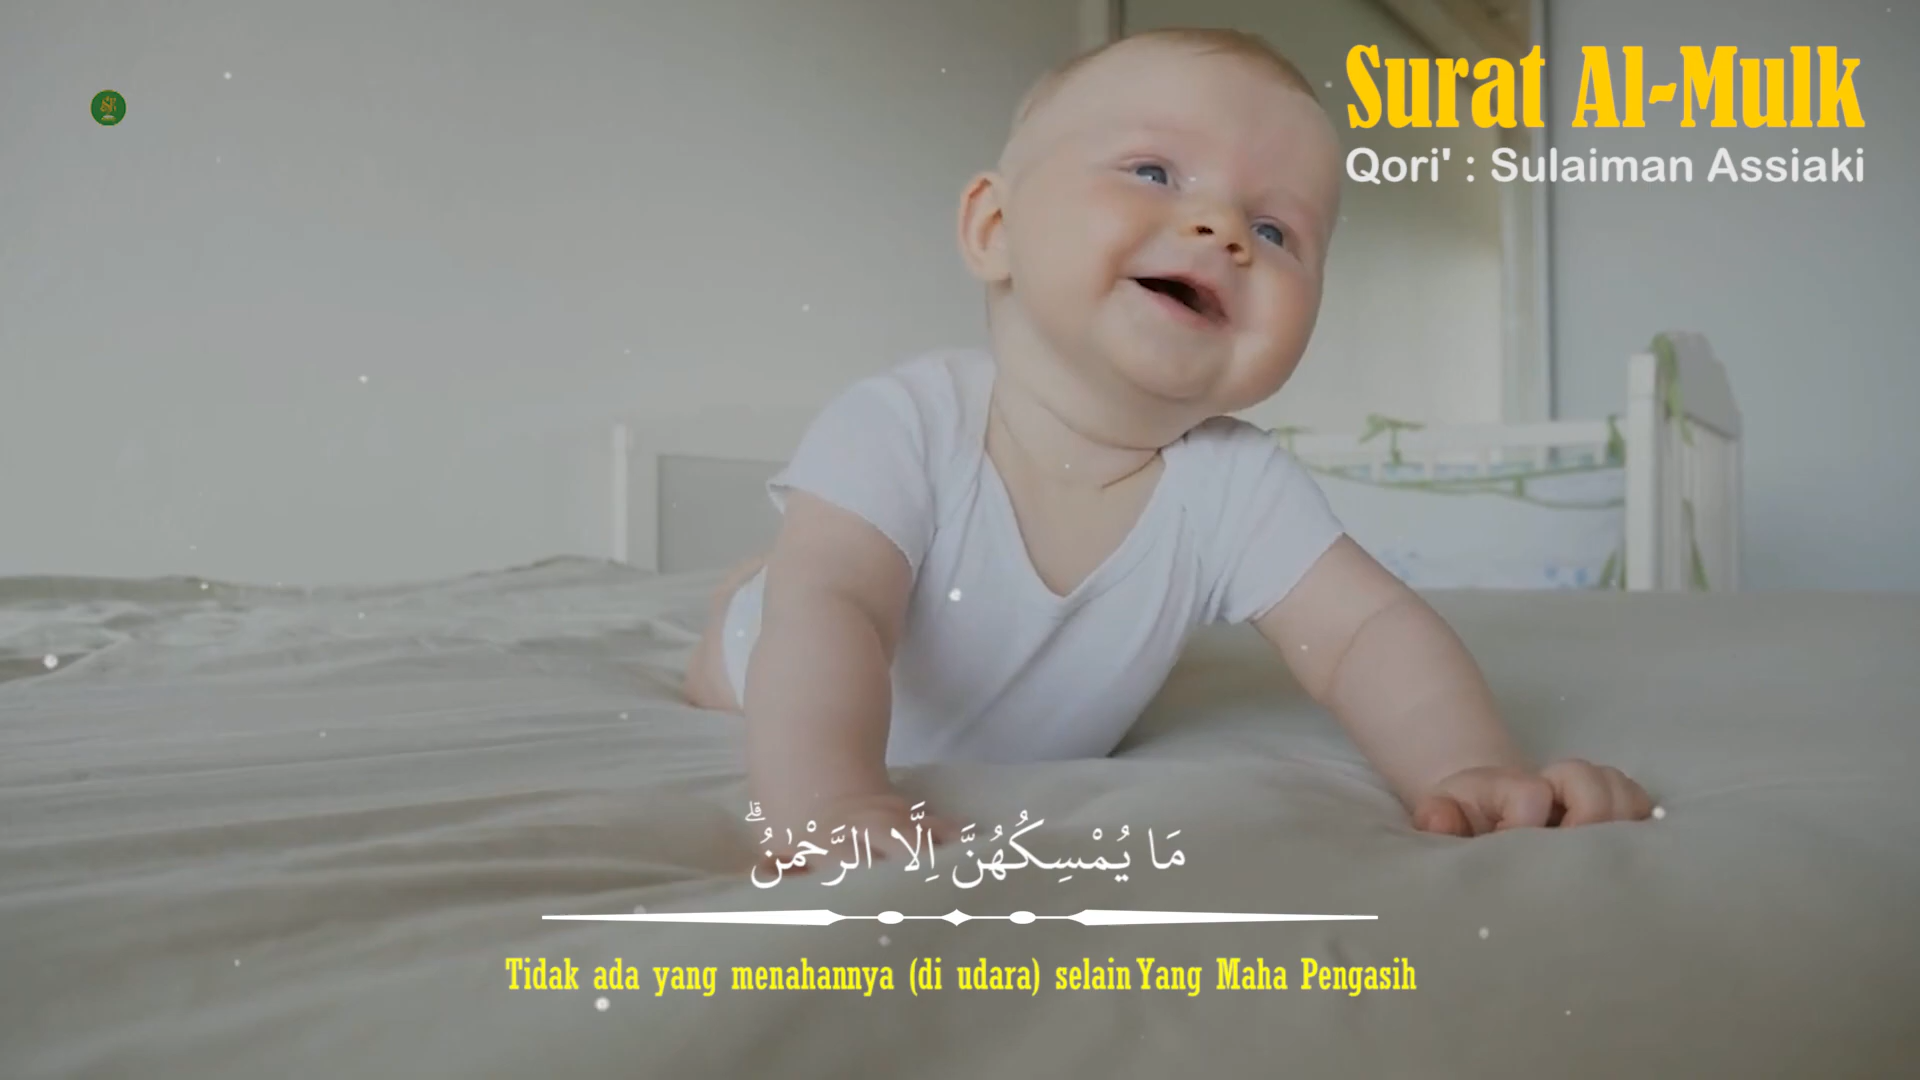 Surat Al-Mulk
Qori' : Sulaiman Assiaki
مَا يُمْسِكُهُنَّ اِلَّا الرَّحْمٰنُۗ
Tidak ada yang menahannya (di udara) selain Yang Maha Pengasih